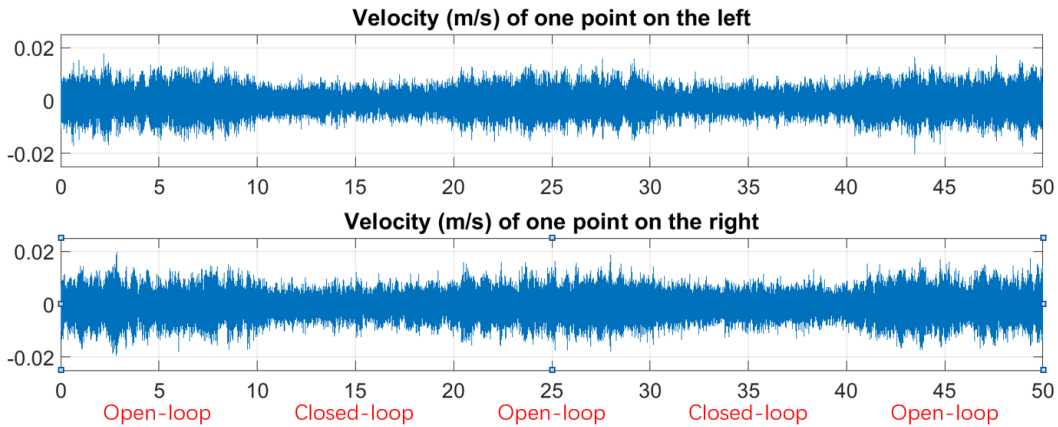 Velocity (m/s) of one point on the left
0.02
0
-0.02
0 5 10 15 20 25 30 35 40 45 50
Velocity (m/s) of one point on the right
0.02
0
-0.02
0 5 10 15 20 25 30 35 40 45 50
Open-loop Closed-loop Open-loop Closed-loop Open-loop